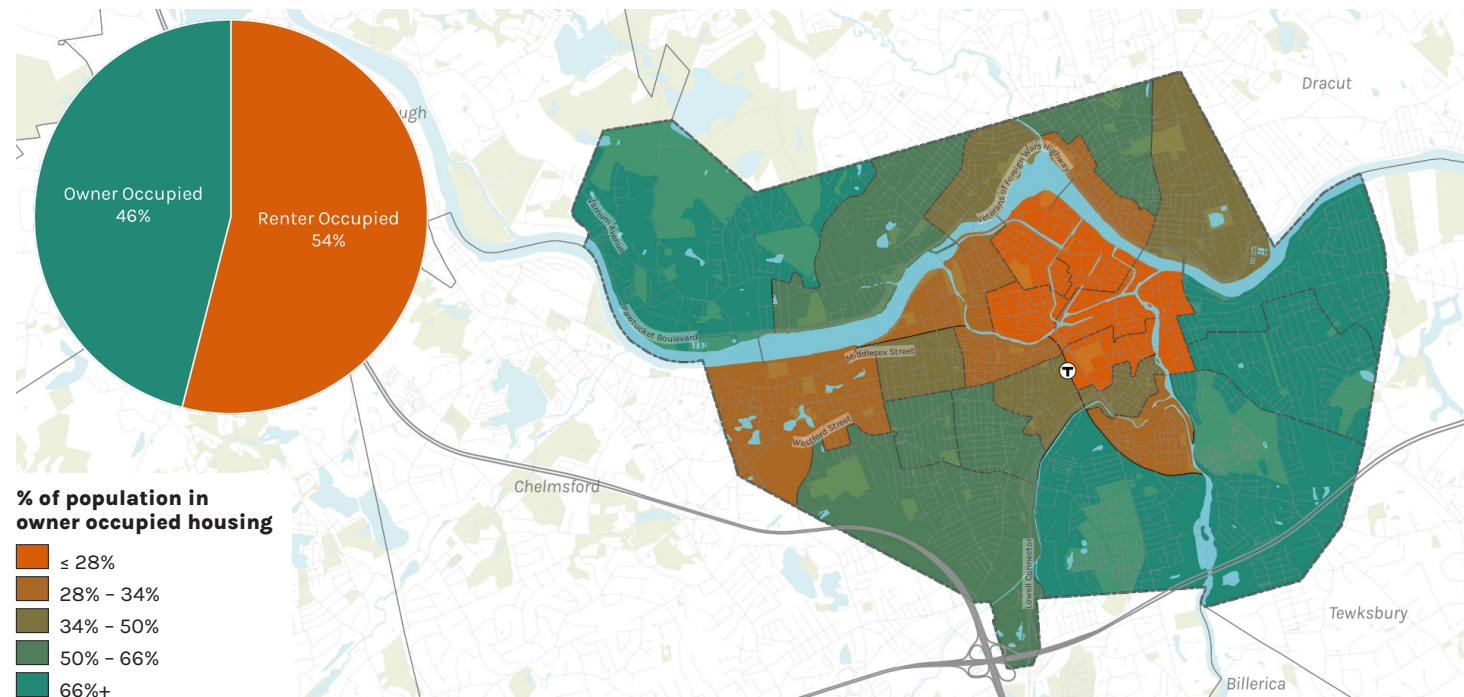 Owner Occupied
46%
Renter Occupied
54%
ugh
Dracut
Veterans of Foreign Wars Highway
Varnum Avenue
Pawtucket Boulevard
Middlesex Street
T
Westford Street
Chelmsford
Lowell Connector
Tewksbury
Billerica
% of population in
owner occupied housing
≤ 28%
28% – 34%
34% – 50%
50% – 66%
66%+